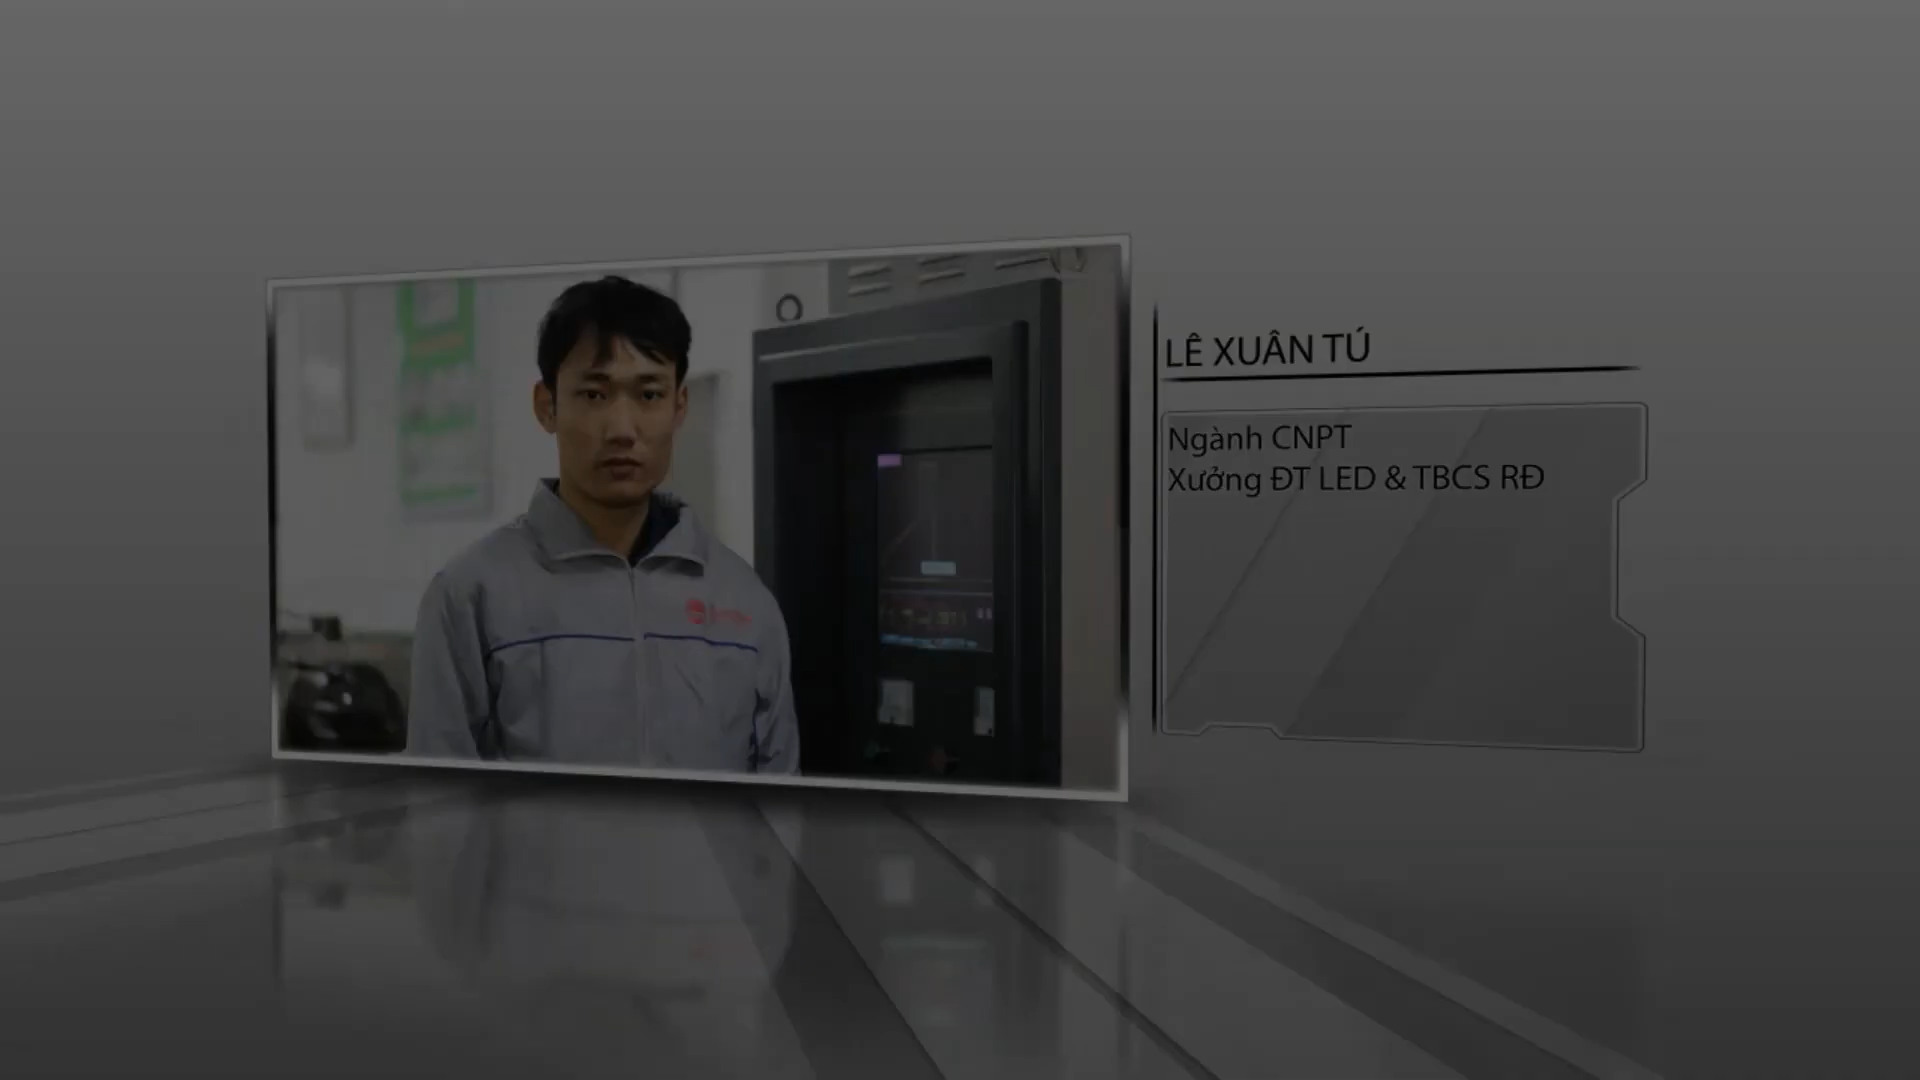 LÊ XUÂN TÚ
Ngành CNPT
Xưởng ĐT LED & TBCS RĐ